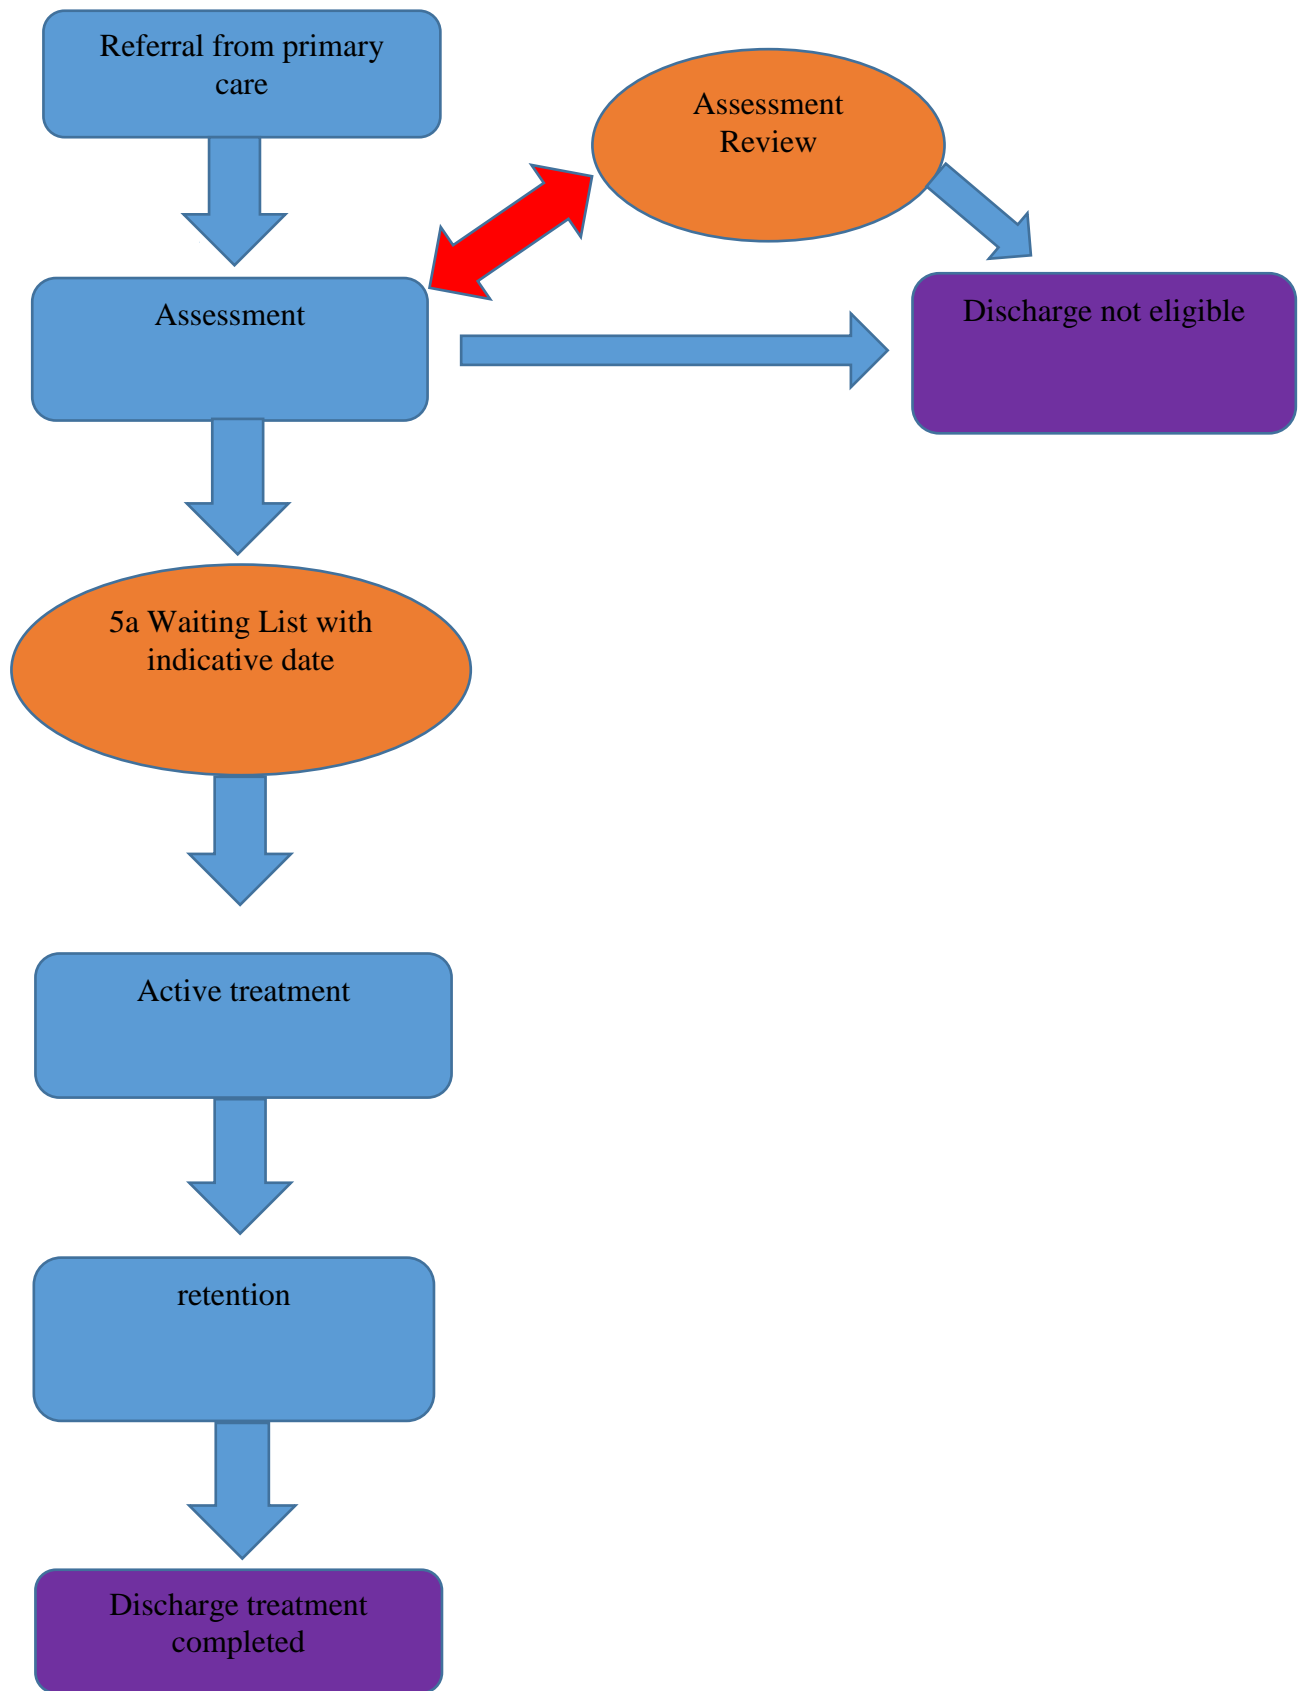 Referral from primary
care
Assessment
Review
Assessment
Discharge not eligible
5a Waiting List with
indicative date
Active treatment
retention
Discharge treatment
completed